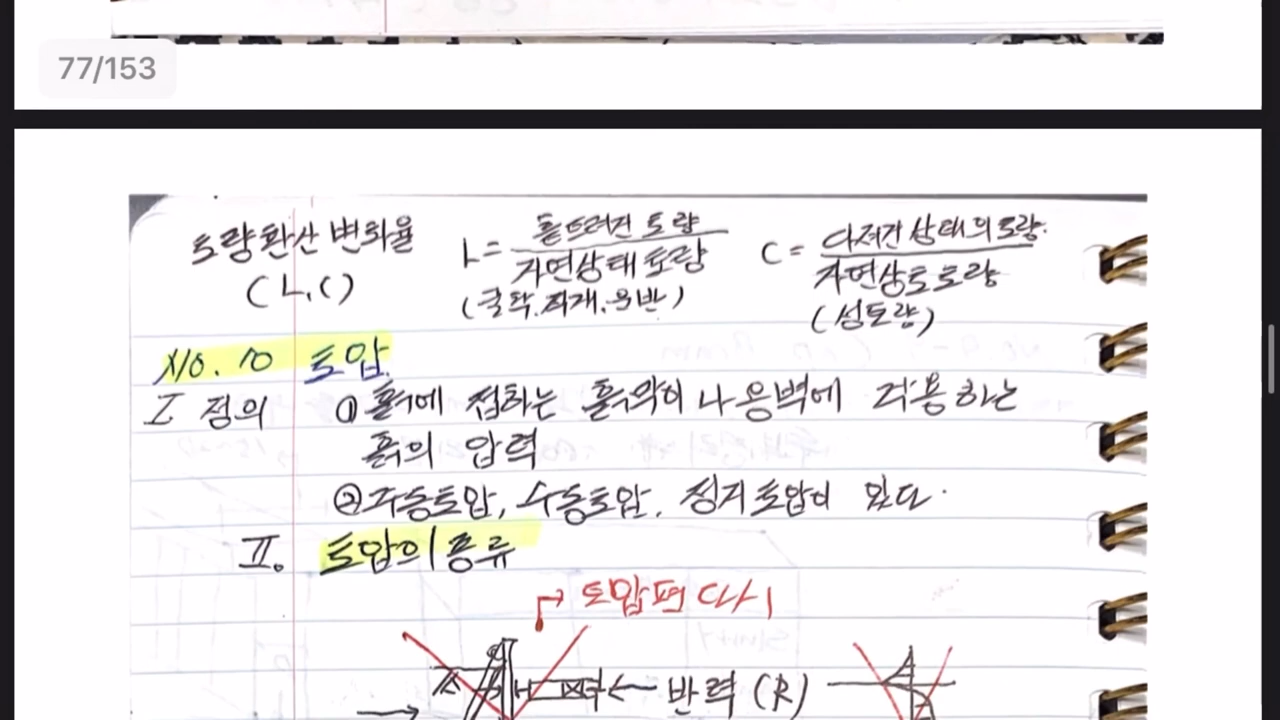 77/153
토량환산 변화율 L = 흩트러진 토량 / 자연상태 토량 C = 다져진 상태의 토량. / 자연상토토량
(L, C) (굴착.적재.운반) (성토량)
No. 10 토압.
I 정의 ① 흙에 접하는 흙막이나 옹벽에 작용하는
흙의 압력
② 주동토압, 수동토압, 정지토압이 있다.
II. 토압의 종류
토압편 다시
← 반력 (R)